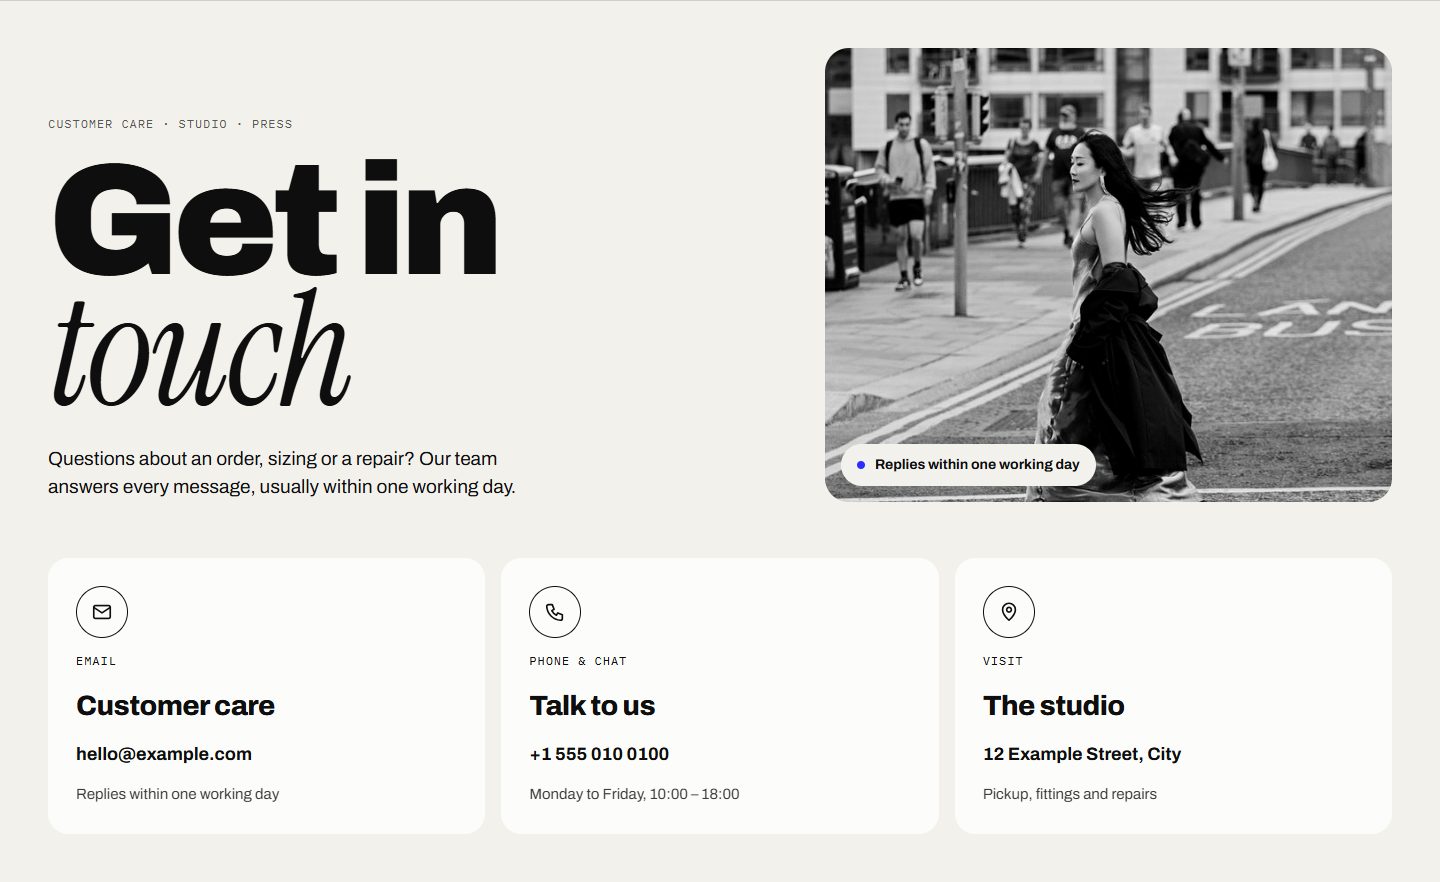 CUSTOMER CARE · STUDIO · PRESS
Get in
touch
Questions about an order, sizing or a repair? Our team
answers every message, usually within one working day.
BUS
Replies within one working day
EMAIL
Customer care
hello@example.com
Replies within one working day
PHONE & CHAT
Talk to us
+1 555 010 0100
Monday to Friday, 10:00 – 18:00
VISIT
The studio
12 Example Street, City
Pickup, fittings and repairs